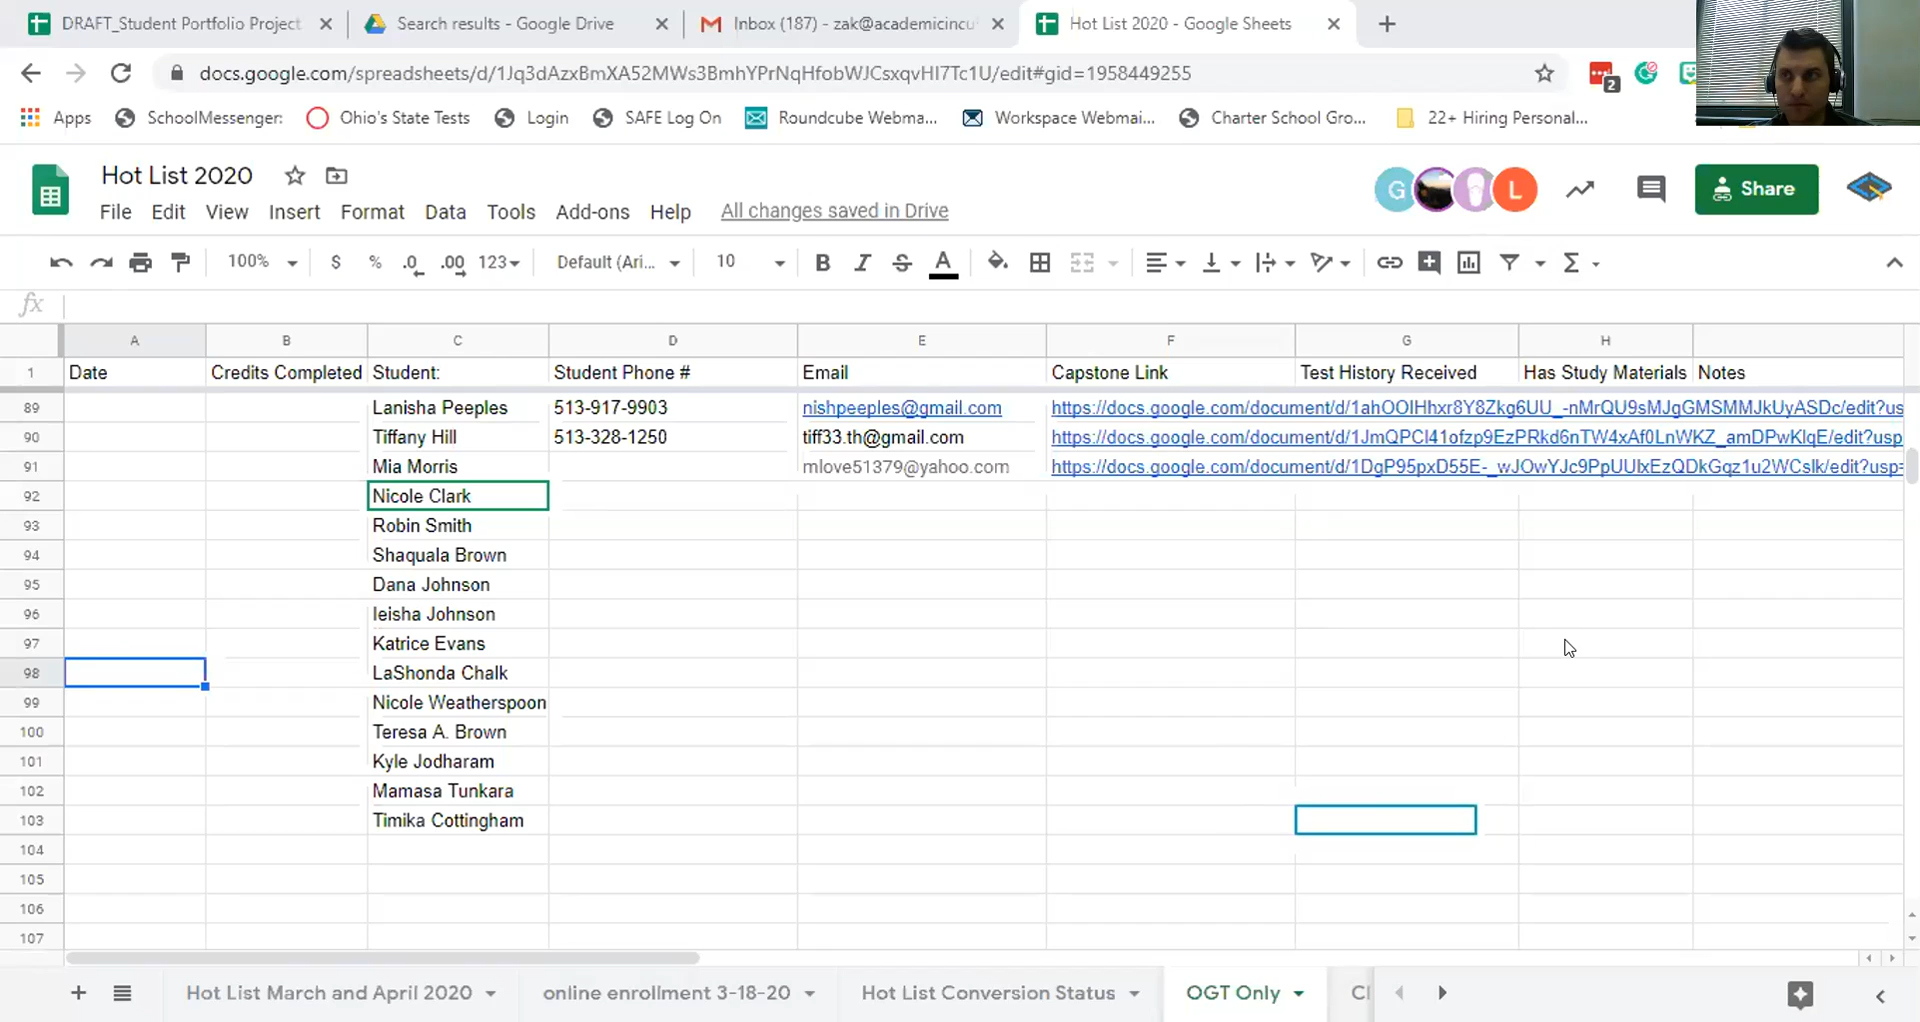 DRAFT_Student Portfolio Project
Search results - Google Drive
Inbox (187) - zak@academicincu
Hot List 2020 - Google Sheets
docs.google.com/spreadsheets/d/1Jq3dAzxBmXA52MWs3BmhYPrNqHfobWJCsxqvHI7Tc1U/edit#gid=1958449255
2
Apps SchoolMessenger: Ohio's State Tests Login SAFE Log On Roundcube Webma... Workspace Webmai... Charter School Gro... 22+ Hiring Personal...
Hot List 2020
G L Share
File Edit View Insert Format Data Tools Add-ons Help All changes saved in Drive
100% $ % .0 .00 123 Default (Ari... 10 B I S A Σ
fx
A B C D E F G H
1 Date Credits Completed Student: Student Phone # Email Capstone Link Test History Received Has Study Materials Notes
89 Lanisha Peeples 513-917-9903 nishpeeples@gmail.com https://docs.google.com/document/d/1ahOOIHhxr8Y8Zkg6UU_-nMrQU9sMJgGMSMMJkUyASDc/edit?us
90 Tiffany Hill 513-328-1250 tiff33.th@gmail.com https://docs.google.com/document/d/1JmQPCl41ofzp9EzPRkd6nTW4xAf0LnWKZ_amDPwKlqE/edit?usp
91 Mia Morris mlove51379@yahoo.com https://docs.google.com/document/d/1DgP95pxD55E-_wJOwYJc9PpUUlxEzQDkGqz1u2WCslk/edit?usp=
92 Nicole Clark
93 Robin Smith
94 Shaquala Brown
95 Dana Johnson
96 Ieisha Johnson
97 Katrice Evans
98 LaShonda Chalk
99 Nicole Weatherspoon
100 Teresa A. Brown
101 Kyle Jodharam
102 Mamasa Tunkara
103 Timika Cottingham
104
105
106
107
Hot List March and April 2020 online enrollment 3-18-20 Hot List Conversion Status OGT Only Cl